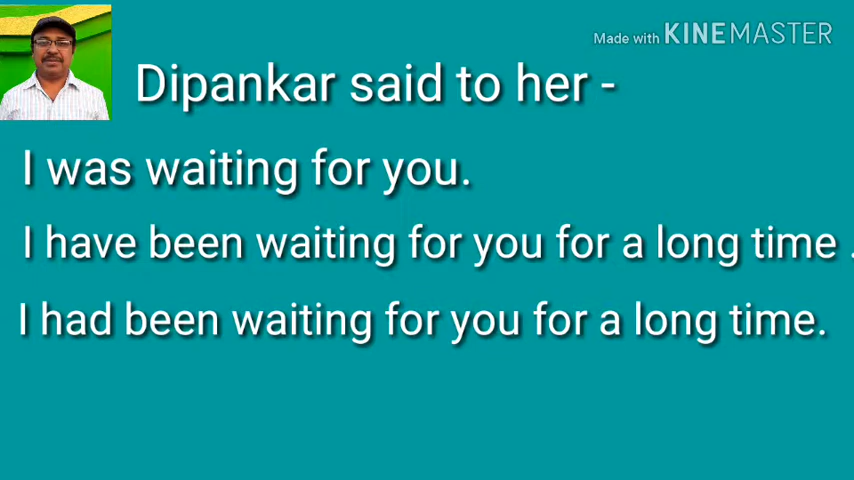 Made with KINEMASTER
Dipankar said to her -
I was waiting for you.
I have been waiting for you for a long time .
I had been waiting for you for a long time.